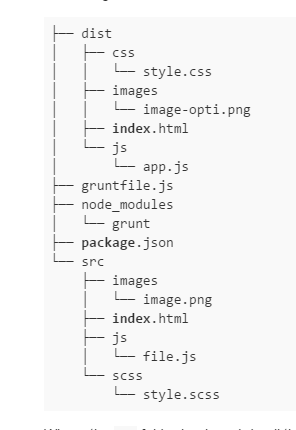 ├── dist
│   ├── css
│   │   └── style.css
│   ├── images
│   │   └── image-opti.png
│   ├── index.html
│   └── js
│       └── app.js
├── gruntfile.js
├── node_modules
│   └── grunt
├── package.json
└── src
    ├── images
    │   └── image.png
    ├── index.html
    ├── js
    │   └── file.js
    └── scss
        └── style.scss